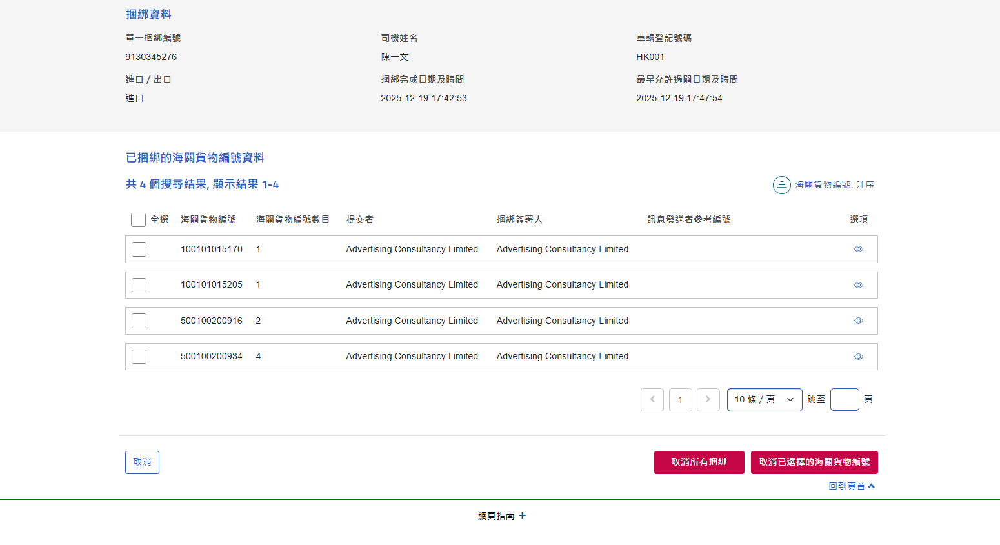 捆綁資料
單一捆綁編號 司機姓名 車輛登記號碼
9130345276 陳一文 HK001
進口 / 出口 捆綁完成日期及時間 最早允許過關日期及時間
進口 2025-12-19 17:42:53 2025-12-19 17:47:54
已捆綁的海關貨物編號資料
共 4 個搜尋結果, 顯示結果 1-4 海關貨物編號: 升序
全選 海關貨物編號 海關貨物編號數目 提交者 捆綁簽署人 訊息發送者參考編號 選項
100101015170 1 Advertising Consultancy Limited Advertising Consultancy Limited
100101015205 1 Advertising Consultancy Limited Advertising Consultancy Limited
500100200916 2 Advertising Consultancy Limited Advertising Consultancy Limited
500100200934 4 Advertising Consultancy Limited Advertising Consultancy Limited
1 10 條 / 頁 跳至 頁
取消 取消所有捆綁 取消已選擇的海關貨物編號
回到頁首
網頁指南 +